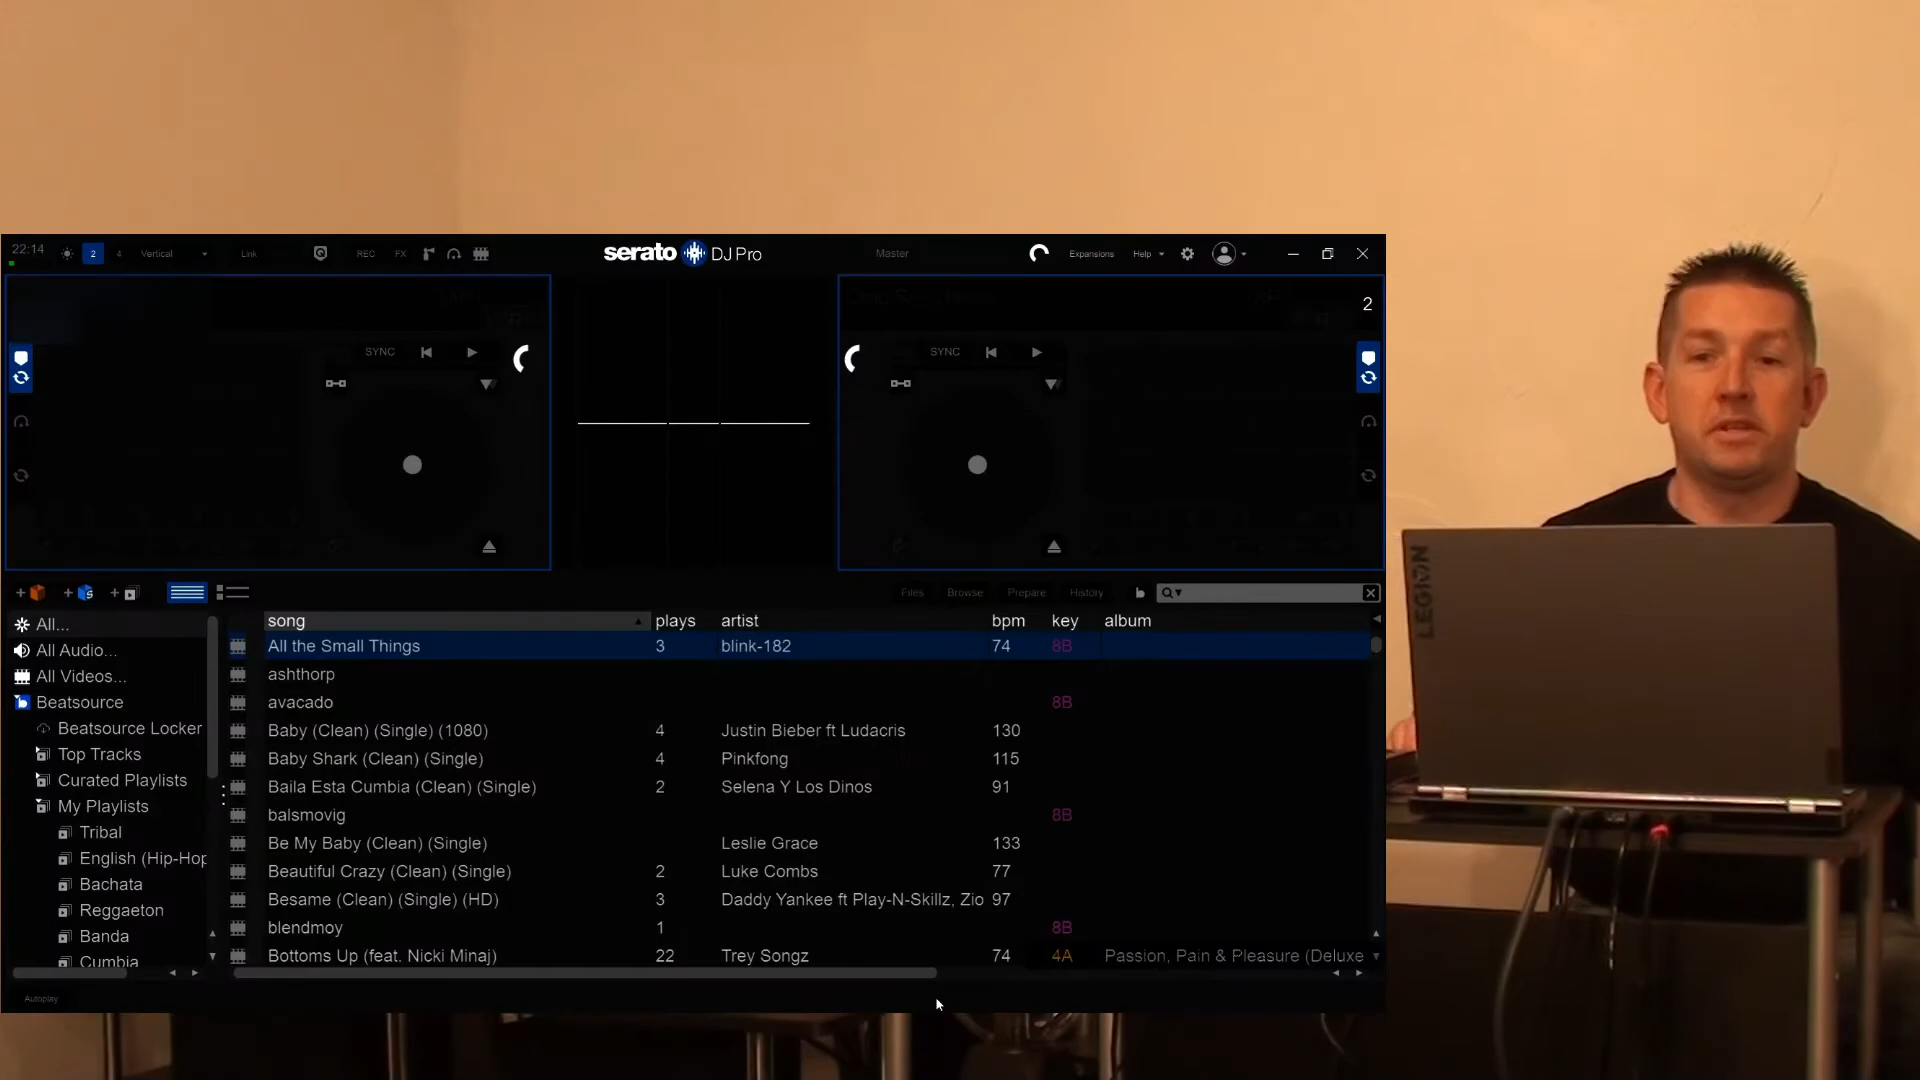 22:14 2 4 Vertical Link REC FX serato DJ Pro Master Expansions Help
2
SYNC SYNC
Files Browse Prepare History
song plays artist bpm key album
All...
All Audio...
All Videos...
Beatsource
Beatsource Locker
Top Tracks
Curated Playlists
My Playlists
Tribal
English (Hip-Hop
Bachata
Reggaeton
Banda
Cumbia
All the Small Things 3 blink-182 74 8B
ashthorp
avacado 8B
Baby (Clean) (Single) (1080) 4 Justin Bieber ft Ludacris 130
Baby Shark (Clean) (Single) 4 Pinkfong 115
Baila Esta Cumbia (Clean) (Single) 2 Selena Y Los Dinos 91
balsmovig 8B
Be My Baby (Clean) (Single) Leslie Grace 133
Beautiful Crazy (Clean) (Single) 2 Luke Combs 77
Besame (Clean) (Single) (HD) 3 Daddy Yankee ft Play-N-Skillz, Zio 97
blendmoy 1 8B
Bottoms Up (feat. Nicki Minaj) 22 Trey Songz 74 4A Passion, Pain & Pleasure (Deluxe
Autoplay
LEGION